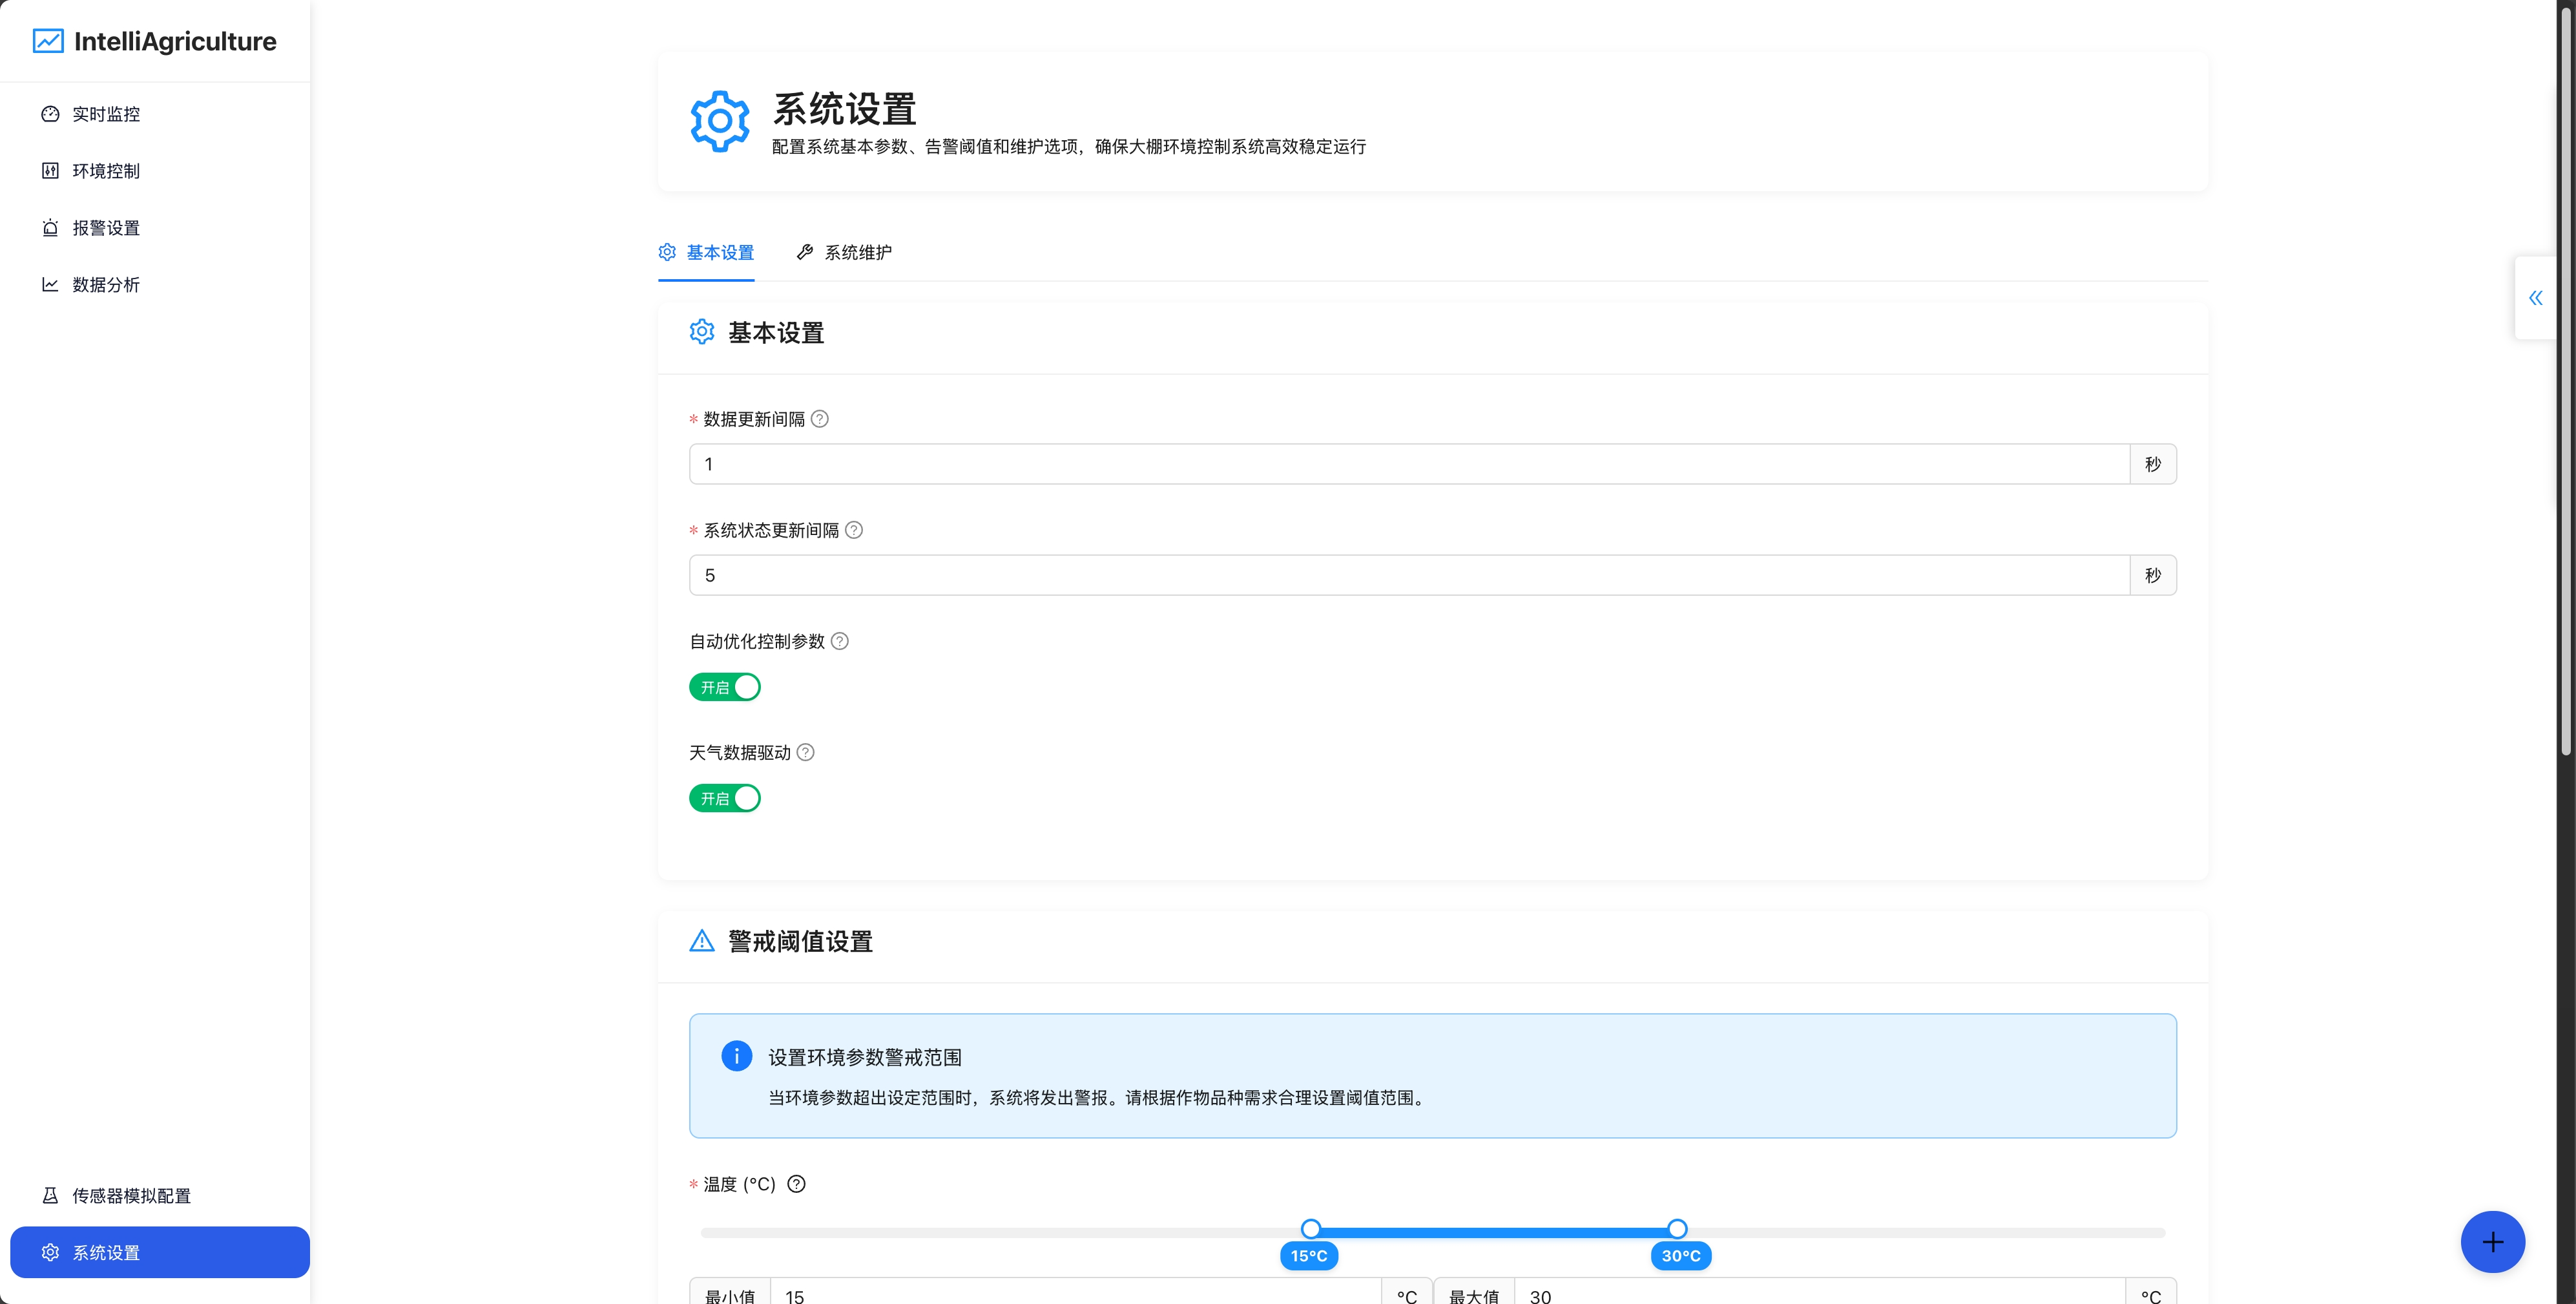 IntelliAgriculture
实时监控
环境控制
报警设置
数据分析
传感器模拟配置
系统设置
系统设置
配置系统基本参数、告警阈值和维护选项，确保大棚环境控制系统高效稳定运行
基本设置 系统维护
基本设置
* 数据更新间隔
1 秒
* 系统状态更新间隔
5 秒
自动优化控制参数
开启
天气数据驱动
开启
警戒阈值设置
设置环境参数警戒范围
当环境参数超出设定范围时，系统将发出警报。请根据作物品种需求合理设置阈值范围。
* 温度 (°C)
15°C 30°C
最小值 15 °C 最大值 30 °C